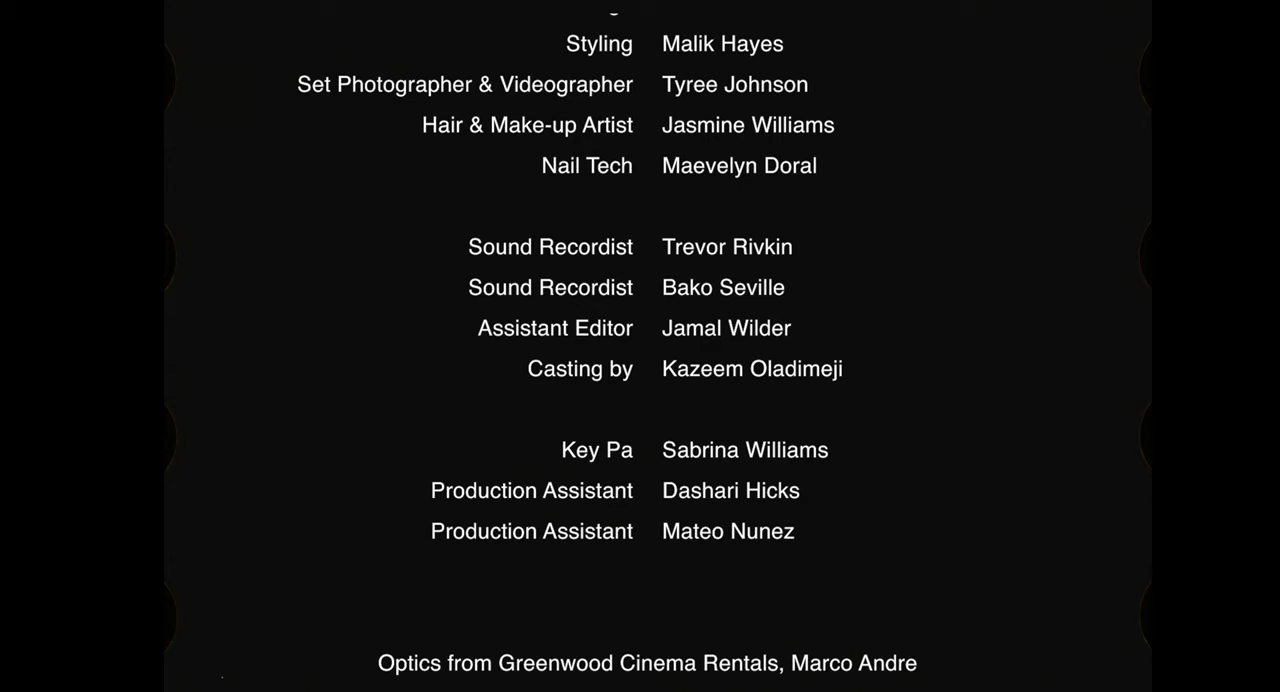 Styling Malik Hayes
Set Photographer & Videographer Tyree Johnson
Hair & Make-up Artist Jasmine Williams
Nail Tech Maevelyn Doral
Sound Recordist Trevor Rivkin
Sound Recordist Bako Seville
Assistant Editor Jamal Wilder
Casting by Kazeem Oladimeji
Key Pa Sabrina Williams
Production Assistant Dashari Hicks
Production Assistant Mateo Nunez
Optics from Greenwood Cinema Rentals, Marco Andre